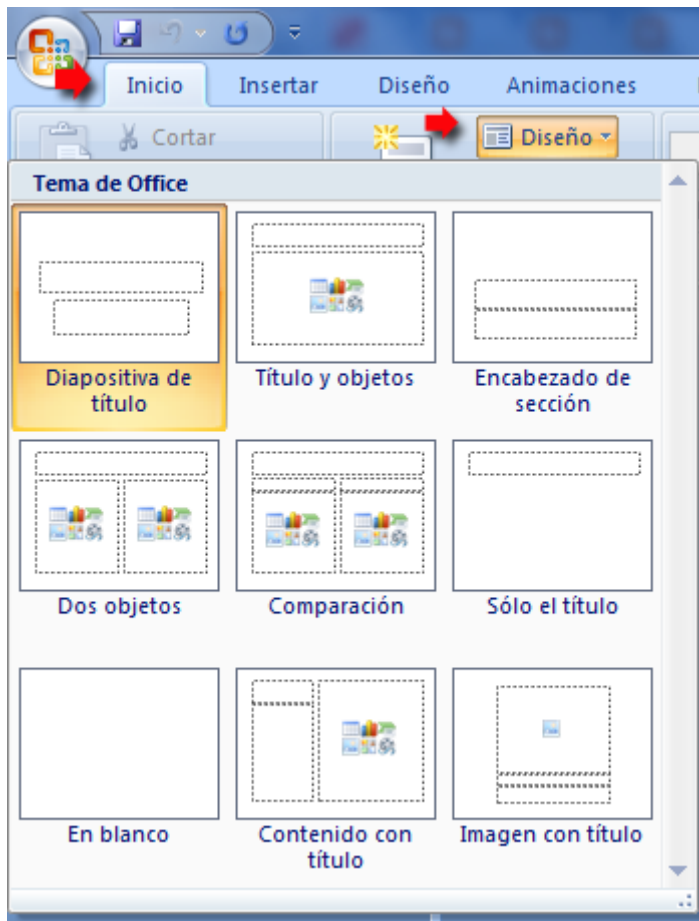 Inicio Insertar Diseño Animaciones
Cortar Diseño
Tema de Office
Diapositiva de Título y objetos Encabezado de
título sección
Dos objetos Comparación Sólo el título
En blanco Contenido con Imagen con título
título